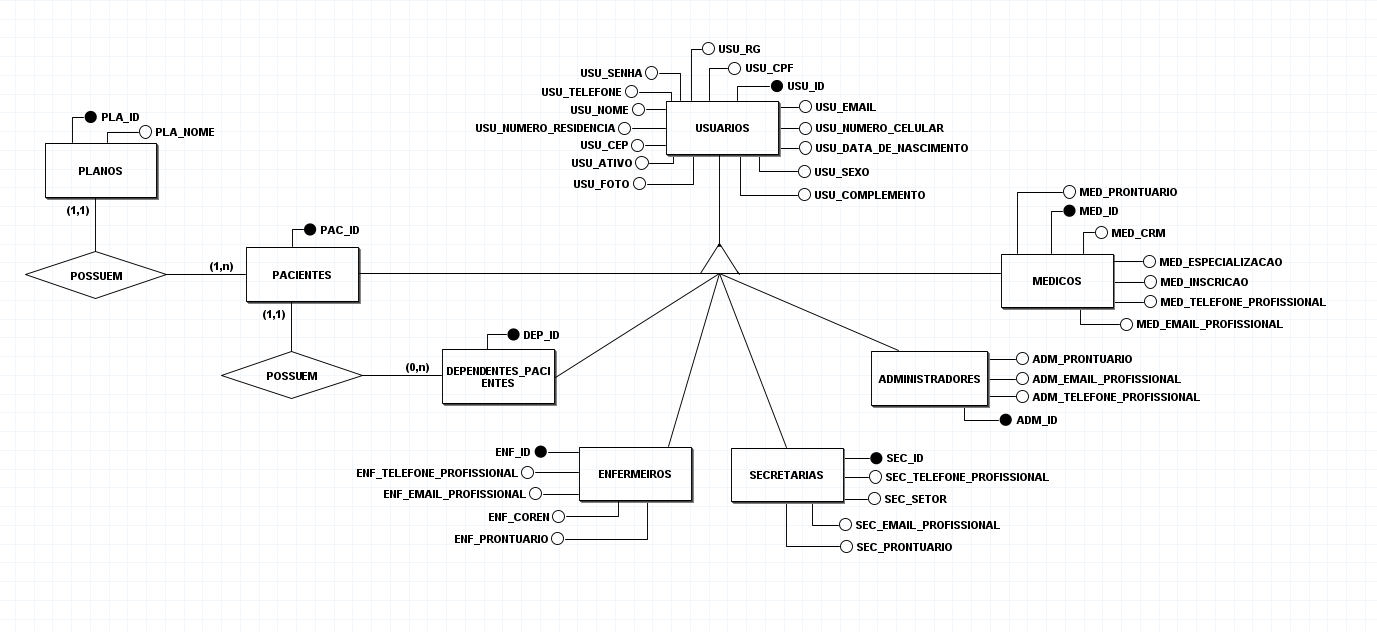 USU_RG
USU_SENHA
USU_CPF
USU_TELEFONE
USU_ID
USU_NOME
USU_EMAIL
USU_NUMERO_RESIDENCIA
USUARIOS
USU_NUMERO_CELULAR
USU_CEP
USU_DATA_DE_NASCIMENTO
USU_ATIVO
USU_SEXO
USU_FOTO
USU_COMPLEMENTO
PLA_ID
PLA_NOME
PLANOS
(1,1)
POSSUEM
(1,n)
PAC_ID
PACIENTES
(1,1)
POSSUEM
(0,n)
DEP_ID
DEPENDENTES_PACI
ENTES
MED_PRONTUARIO
MED_ID
MED_CRM
MED_ESPECIALIZACAO
MEDICOS
MED_INSCRICAO
MED_TELEFONE_PROFISSIONAL
MED_EMAIL_PROFISSIONAL
ADM_PRONTUARIO
ADMINISTRADORES
ADM_EMAIL_PROFISSIONAL
ADM_TELEFONE_PROFISSIONAL
ADM_ID
ENF_ID
ENF_TELEFONE_PROFISSIONAL
ENFERMEIROS
ENF_EMAIL_PROFISSIONAL
ENF_COREN
ENF_PRONTUARIO
SEC_ID
SECRETARIAS
SEC_TELEFONE_PROFISSIONAL
SEC_SETOR
SEC_EMAIL_PROFISSIONAL
SEC_PRONTUARIO